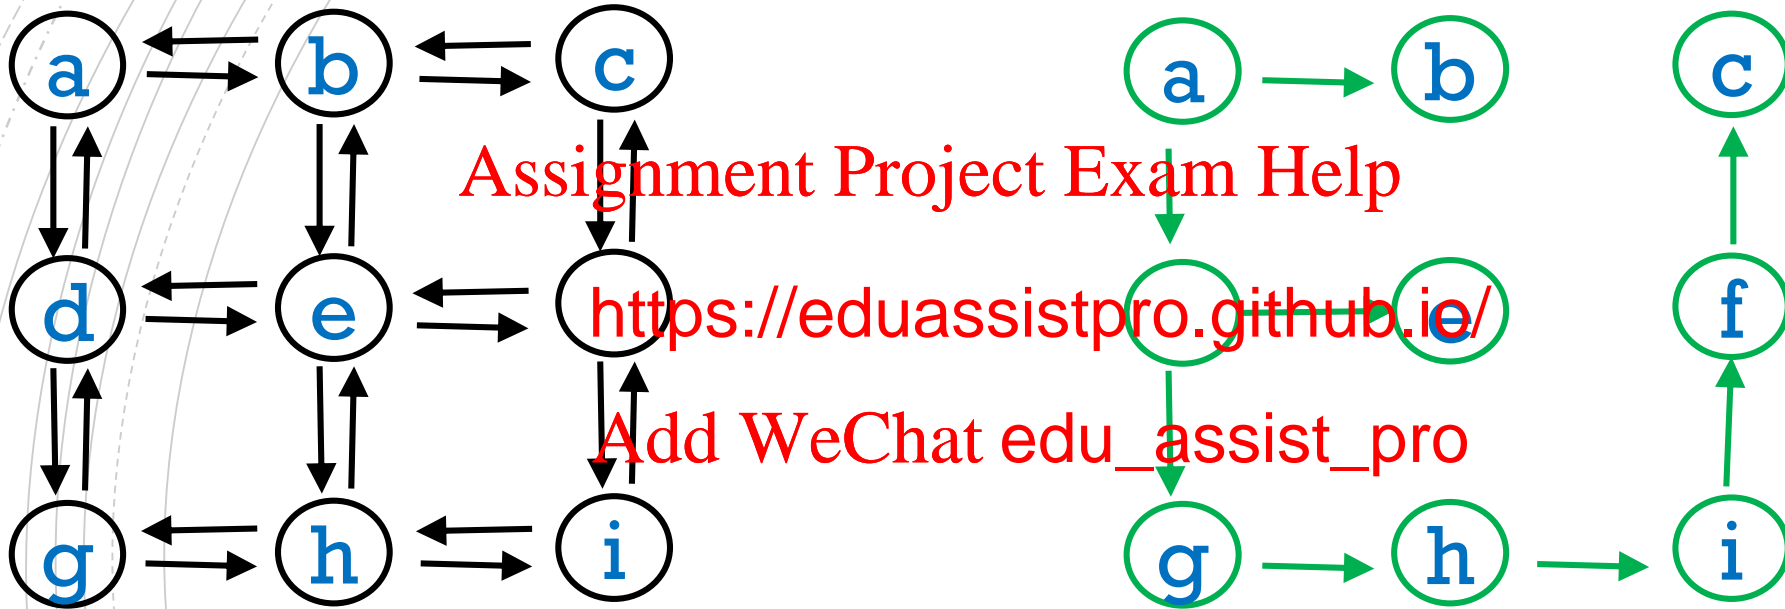 a b c a b c
Assignment Project Exam Help
d e https://eduassistpro.github.io/ e f
Add WeChat edu_assist_pro
g h i g h i